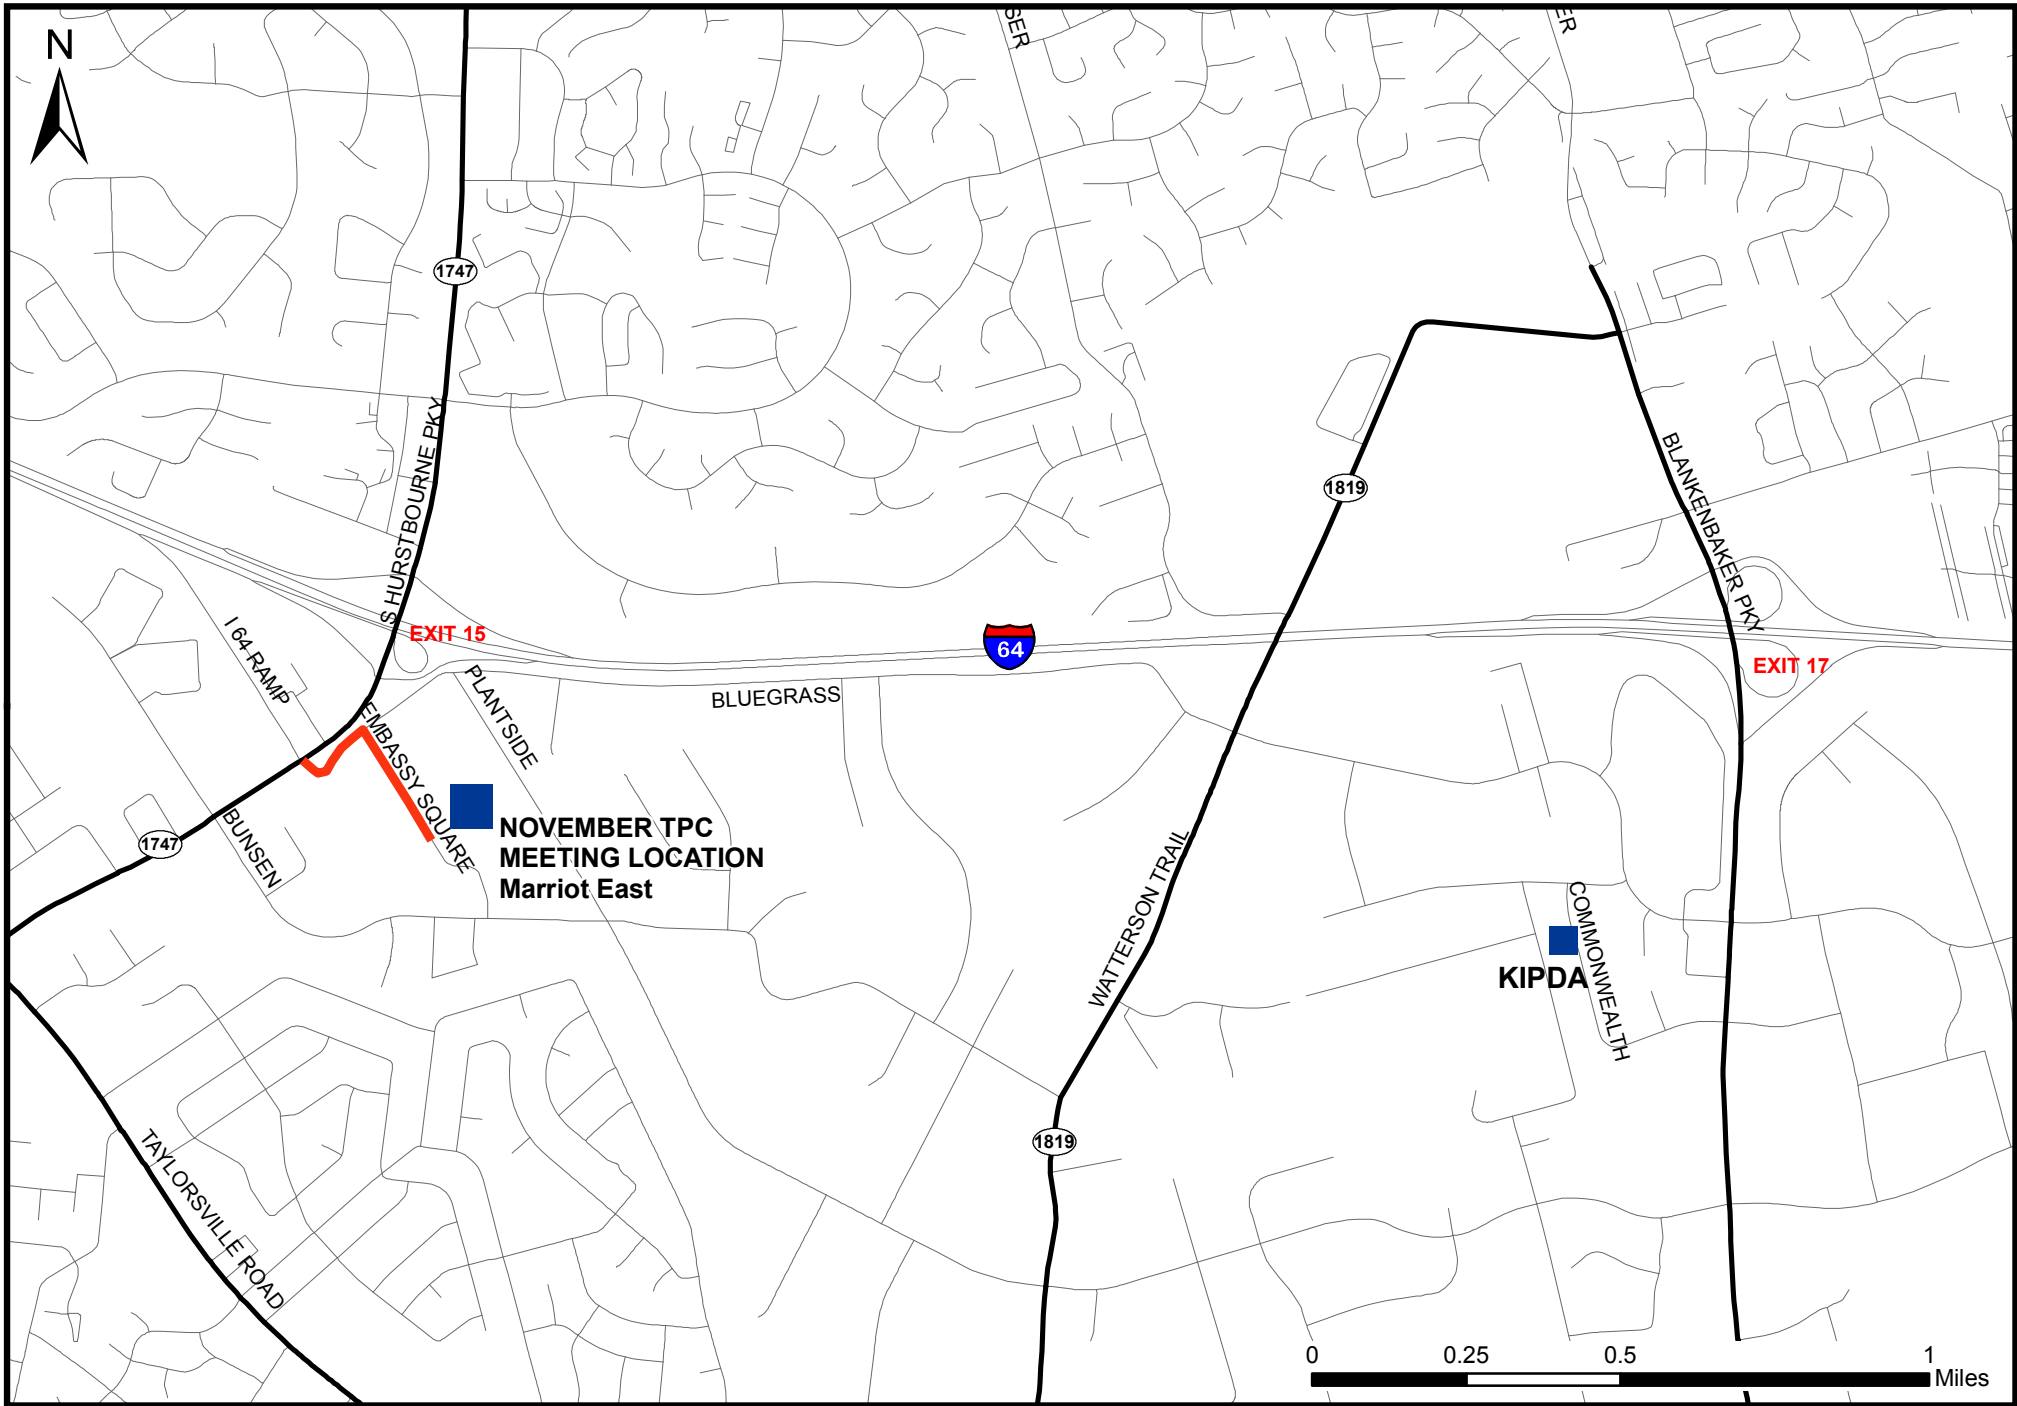 N
SER
ER
1747
S HURSTBOURNE PKY
1819
BLANKENBAKER PKY
I 64 RAMP
EXIT 15
64
EXIT 17
PLANTSIDE
BLUEGRASS
EMBASSY SQUARE
1747
BUNSEN
NOVEMBER TPC
MEETING LOCATION
Marriot East
WATTERSON TRAIL
COMMONWEALTH
KIPDA
1819
TAYLORSVILLE ROAD
0 0.25 0.5 1
Miles